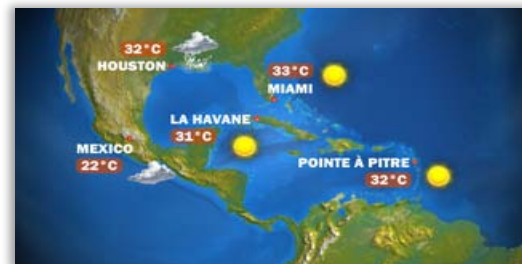 32°C
HOUSTON
33°C
MIAMI
LA HAVANE
31°C
MEXICO
22°C
POINTE À PITRE
32°C